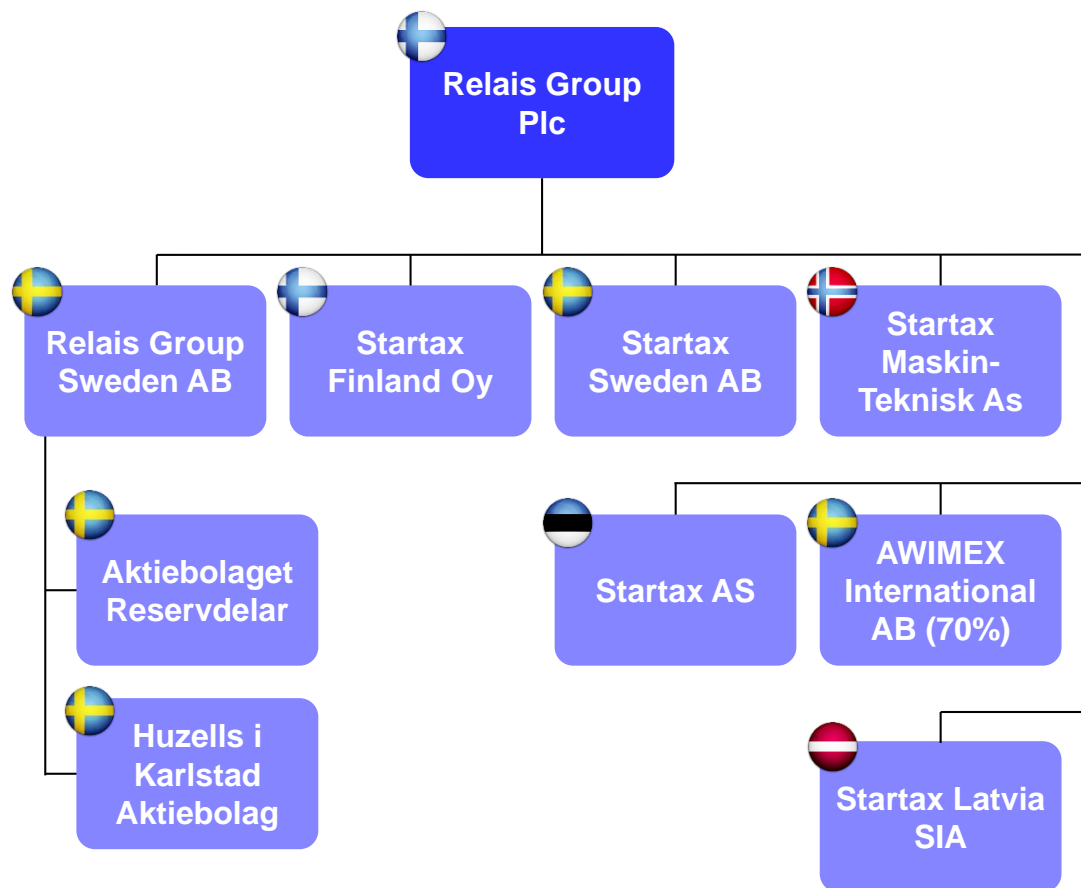 Relais Group
Plc
Relais Group
Sweden AB
Startax
Finland Oy
Startax
Sweden AB
Startax
Maskin-
Teknisk As
Aktiebolaget
Reservdelar
Startax AS
AWIMEX
International
AB (70%)
Huzells i
Karlstad
Aktiebolag
Startax Latvia
SIA